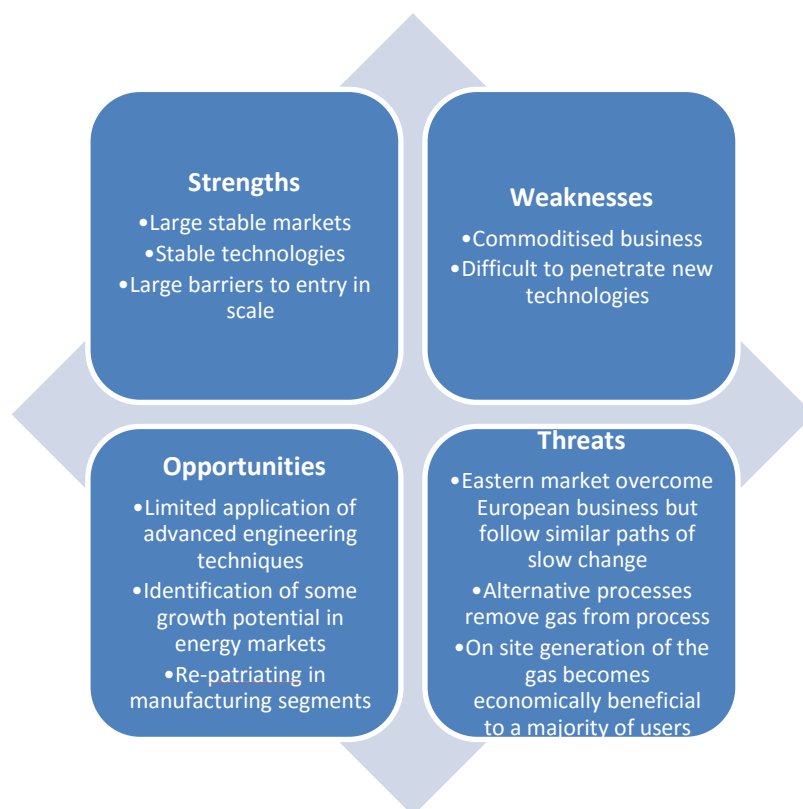 Strengths
•Large stable markets
•Stable technologies
•Large barriers to entry in
scale
Weaknesses
•Commoditised business
•Difficult to penetrate new
technologies
Opportunities
•Limited application of
advanced engineering
techniques
•Identification of some
growth potential in
energy markets
•Re-patriating in
manufacturing segments
Threats
•Eastern market overcome
European business but
follow similar paths of
slow change
•Alternative processes
remove gas from process
•On site generation of the
gas becomes
economically beneficial
to a majority of users